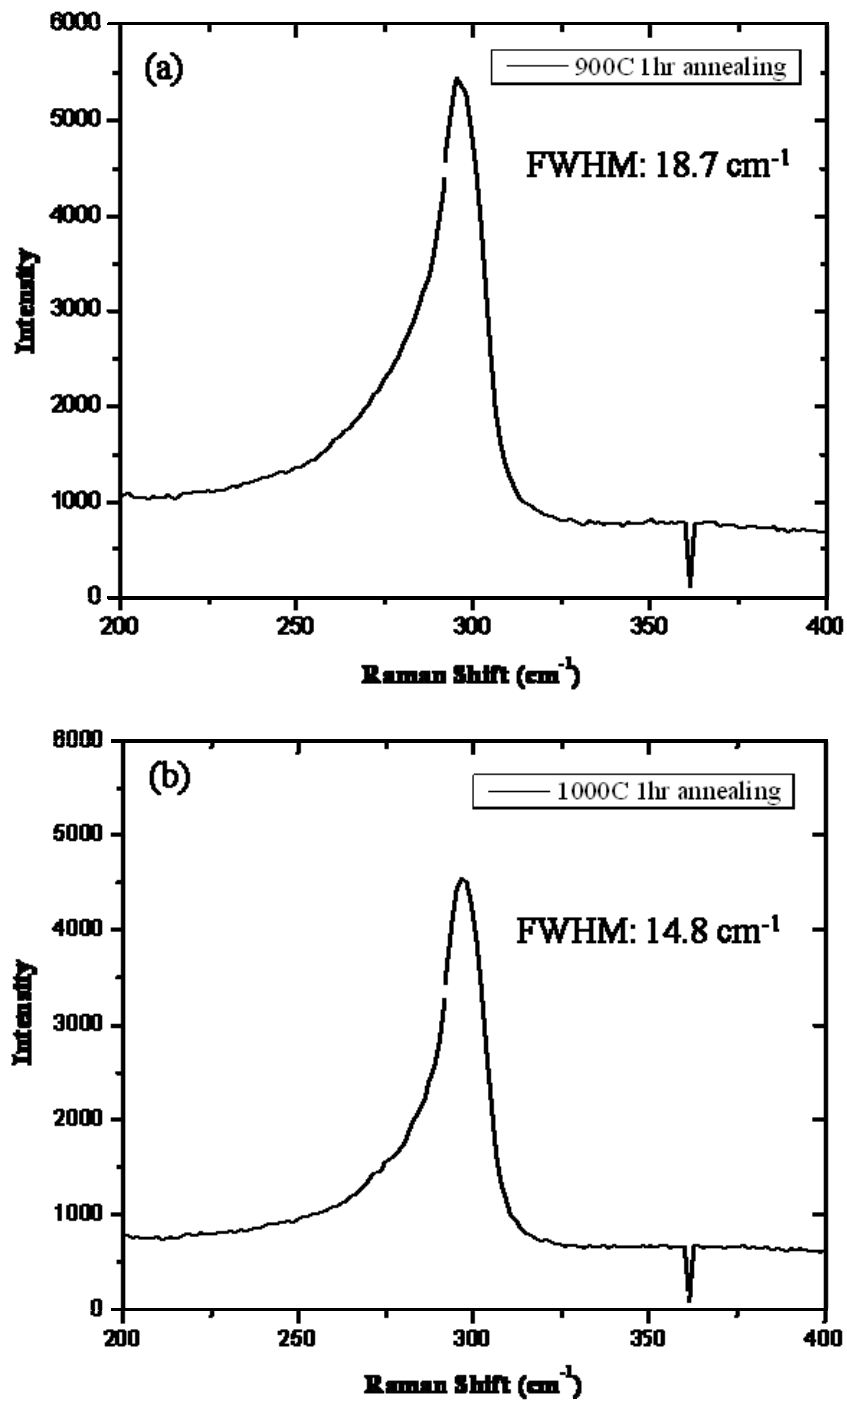 6000
(a)
900C 1hr annealing
5000
FWHM: 18.7 cm-1
4000
Intensity
3000
2000
1000
0
200 250 300 350 400
Raman Shift (cm-1)
6000
(b)
1000C 1hr annealing
5000
FWHM: 14.8 cm-1
4000
Intensity
3000
2000
1000
0
200 250 300 350 400
Raman Shift (cm-1)